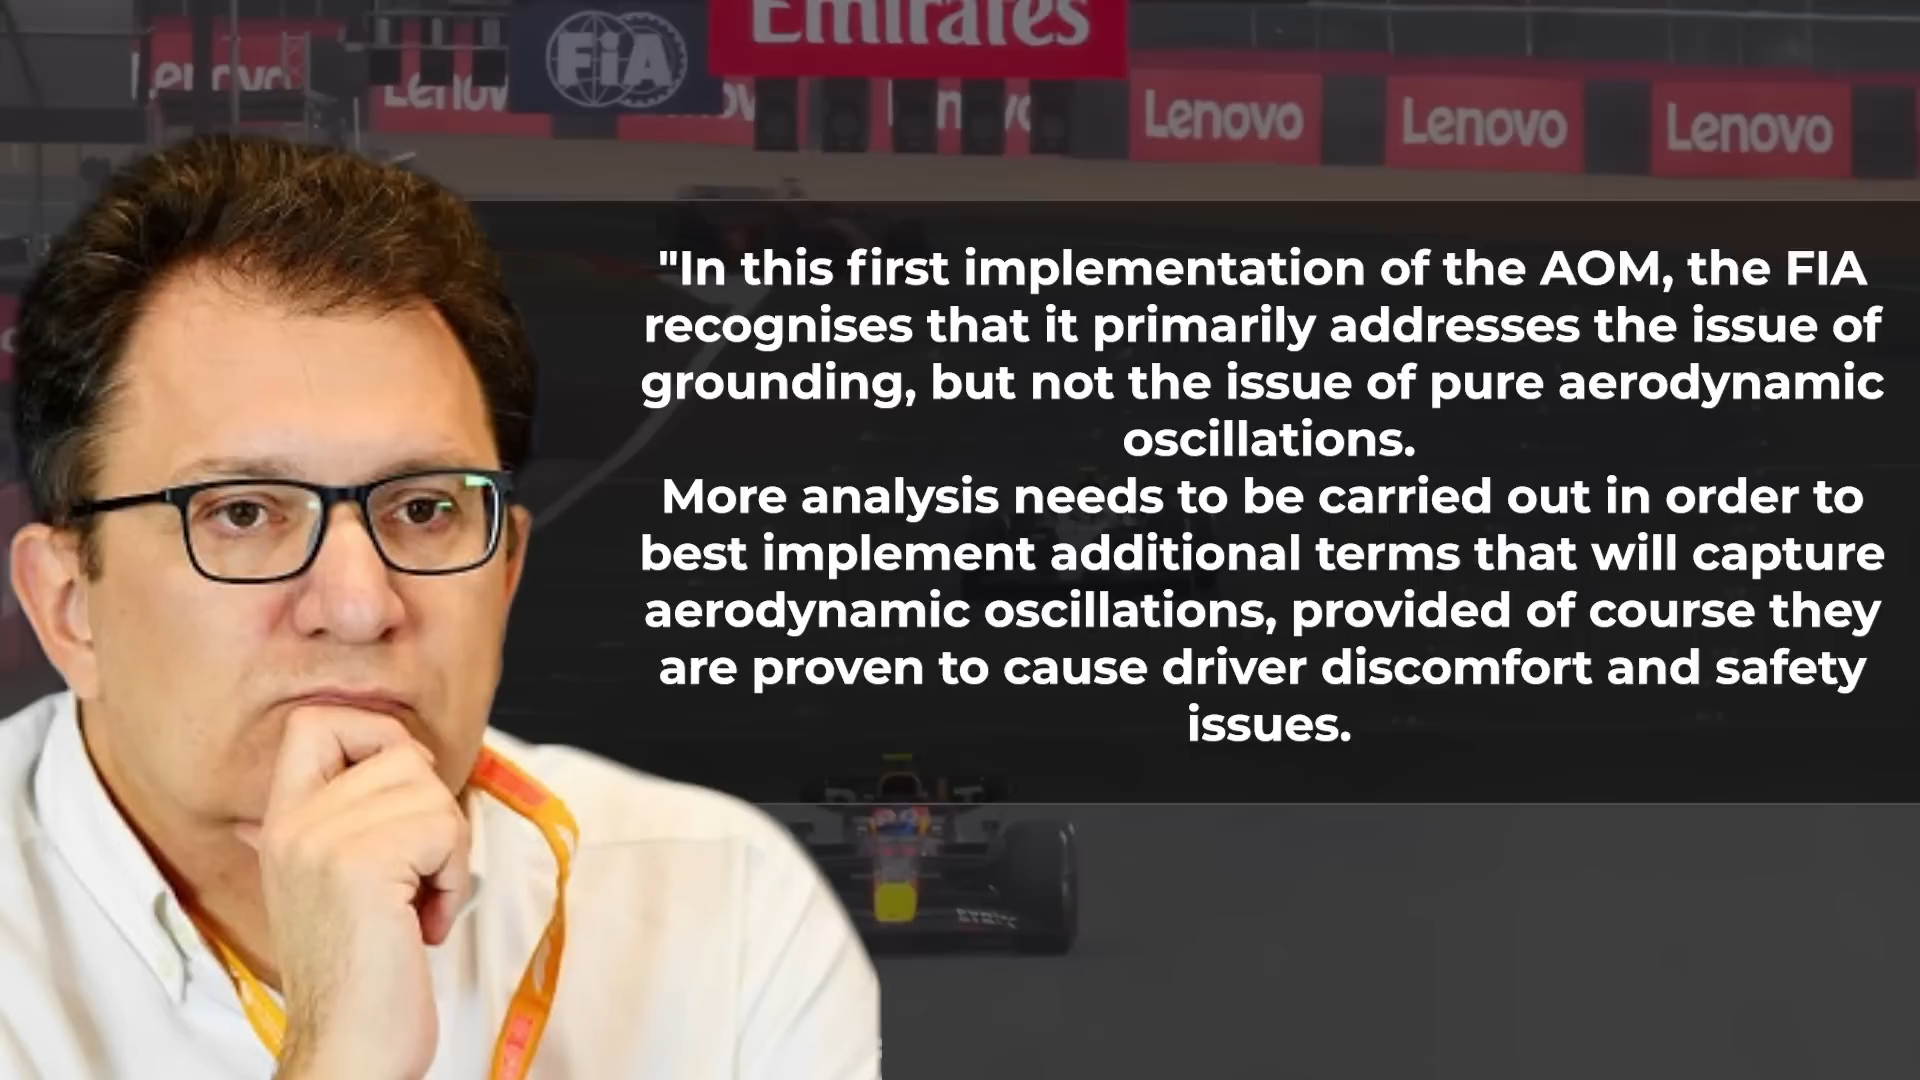 Emirates
FiA
Lenovo
Lenovo
Lenovo
"In this first implementation of the AOM, the FIA
recognises that it primarily addresses the issue of
grounding, but not the issue of pure aerodynamic
oscillations.
More analysis needs to be carried out in order to
best implement additional terms that will capture
aerodynamic oscillations, provided of course they
are proven to cause driver discomfort and safety
issues.